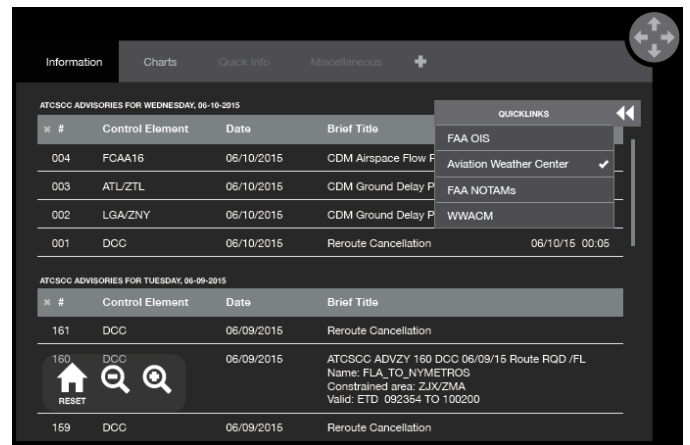 Information Charts Quick Info Miscellaneous
ATCSCC ADVISORIES FOR WEDNESDAY, 06-10-2015
QUICKLINKS
# Control Element Date Brief Title
FAA OIS
004 FCAA16 06/10/2015 CDM Airspace Flow
Aviation Weather Center
003 ATL/ZTL 06/10/2015 CDM Ground Delay P
FAA NOTAMs
002 LGA/ZNY 06/10/2015 CDM Ground Delay P
WWACM
001 DCC 06/10/2015 Reroute Cancellation 06/10/15 00:05
ATCSCC ADVISORIES FOR TUESDAY, 06-09-2015
# Control Element Date Brief Title
161 DCC 06/09/2015 Reroute Cancellation
160 DCC 06/09/2015 ATCSCC ADVZY 160 DCC 06/09/15 Route RQD /FL
Name: FLA_TO_NYMETROS
Constrained area: ZJX/ZMA
Valid: ETD 092354 TO 100200
RESET
159 DCC 06/09/2015 Reroute Cancellation